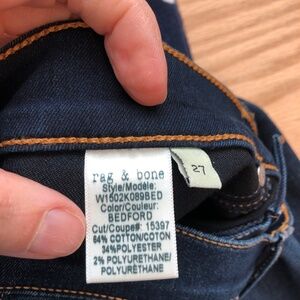 rag & bone
Style/Modèle:
W1502K089BED
Color/Couleur:
BEDFORD
Cut/Coupe#: 15397
64% COTTON/COTON
34%POLYESTER
2% POLYURETHANE/
POLYURÉTHANE/
27